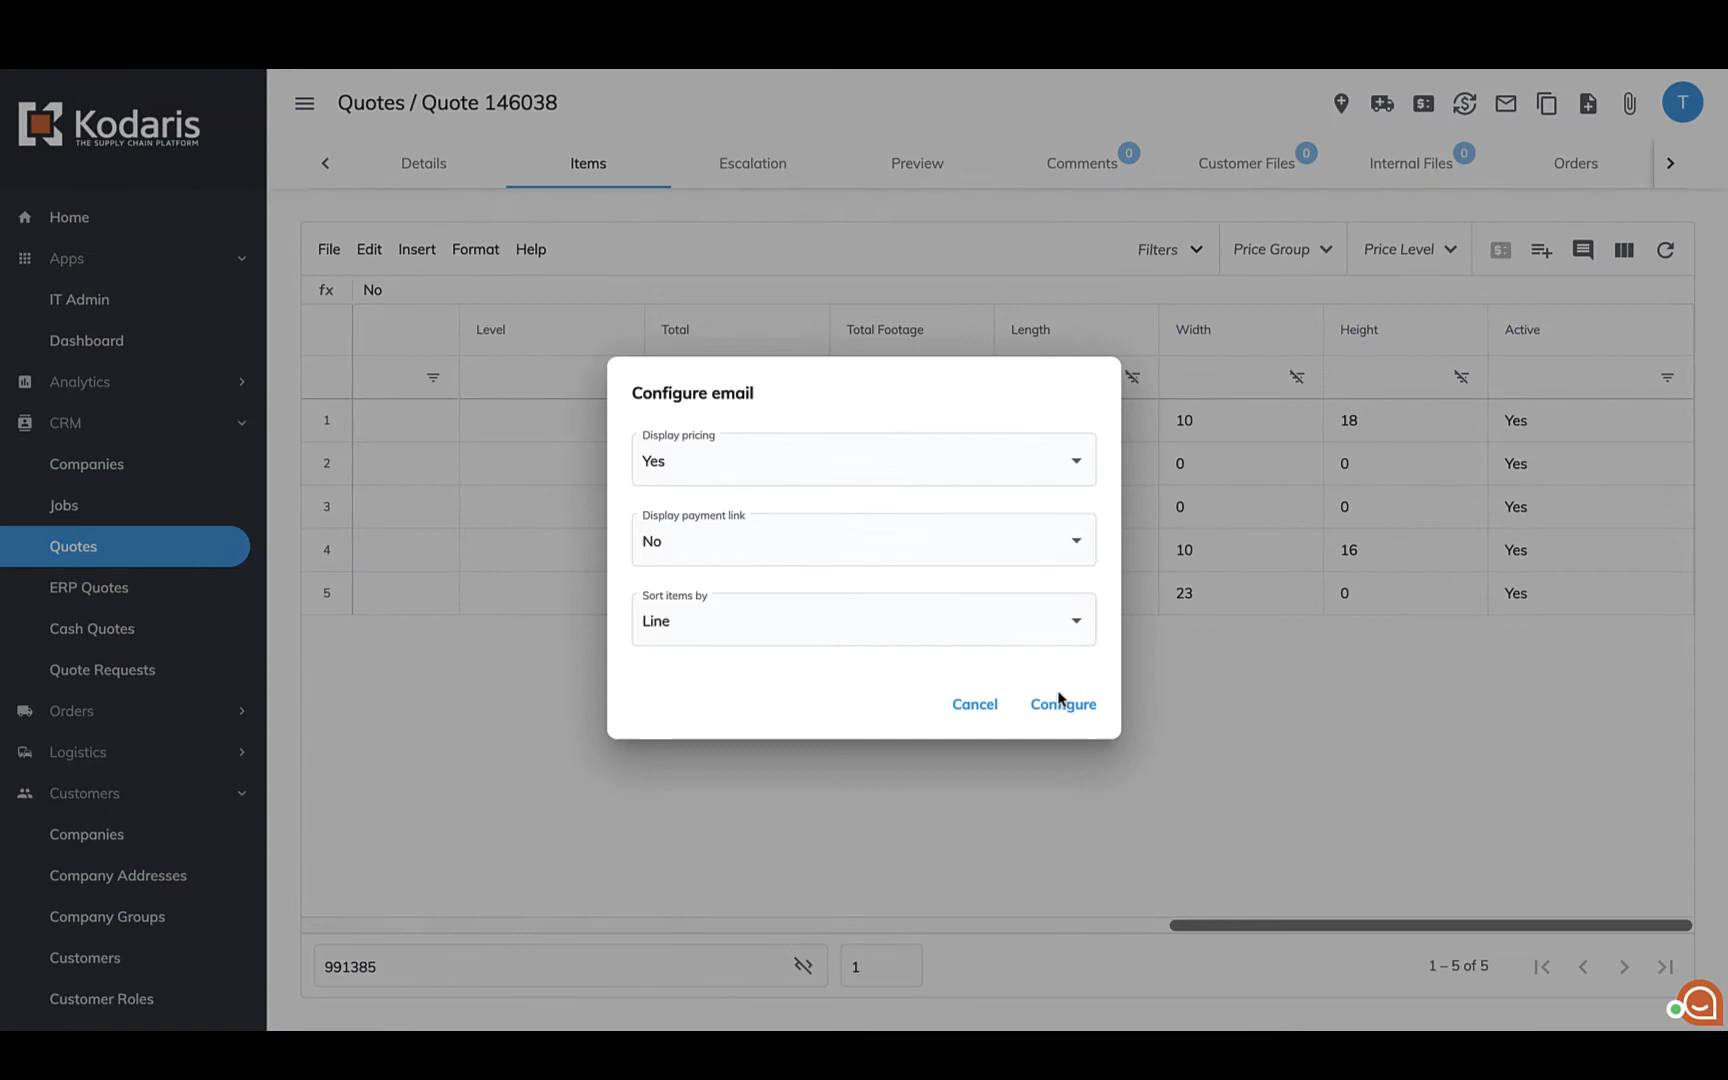 Kodaris
THE SUPPLY CHAIN PLATFORM
Home
Apps
IT Admin
Dashboard
Analytics
CRM
Companies
Jobs
Quotes
ERP Quotes
Cash Quotes
Quote Requests
Orders
Logistics
Customers
Companies
Company Addresses
Company Groups
Customers
Customer Roles
Quotes / Quote 146038
T
Details Items Escalation Preview Comments 0 Customer Files 0 Internal Files 0 Orders
File Edit Insert Format Help Filters Price Group Price Level
fx No
Level Total Total Footage Length Width Height Active
1 10 18 Yes
2 0 0 Yes
3 0 0 Yes
4 10 16 Yes
5 23 0 Yes
Configure email
Display pricing
Yes
Display payment link
No
Sort items by
Line
Cancel Configure
991385 1 1 – 5 of 5